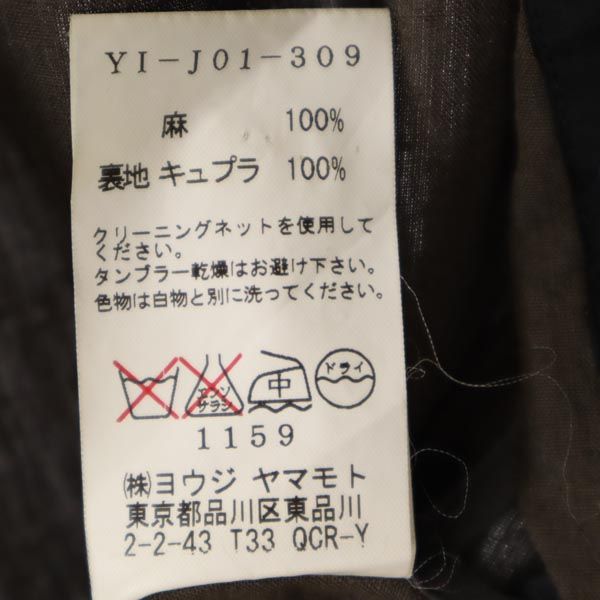 YI-J01-309
麻 100%
裏地 キュプラ 100%
クリーニングネットを使用して
ください。
タンブラー乾燥はお避け下さい。
色物は白物と別に洗ってください。
エンソ
サラシ
中
ドライ
1159
㈱ヨウジ ヤマモト
東京都品川区東品川
2-2-43 T33 QCR-Y